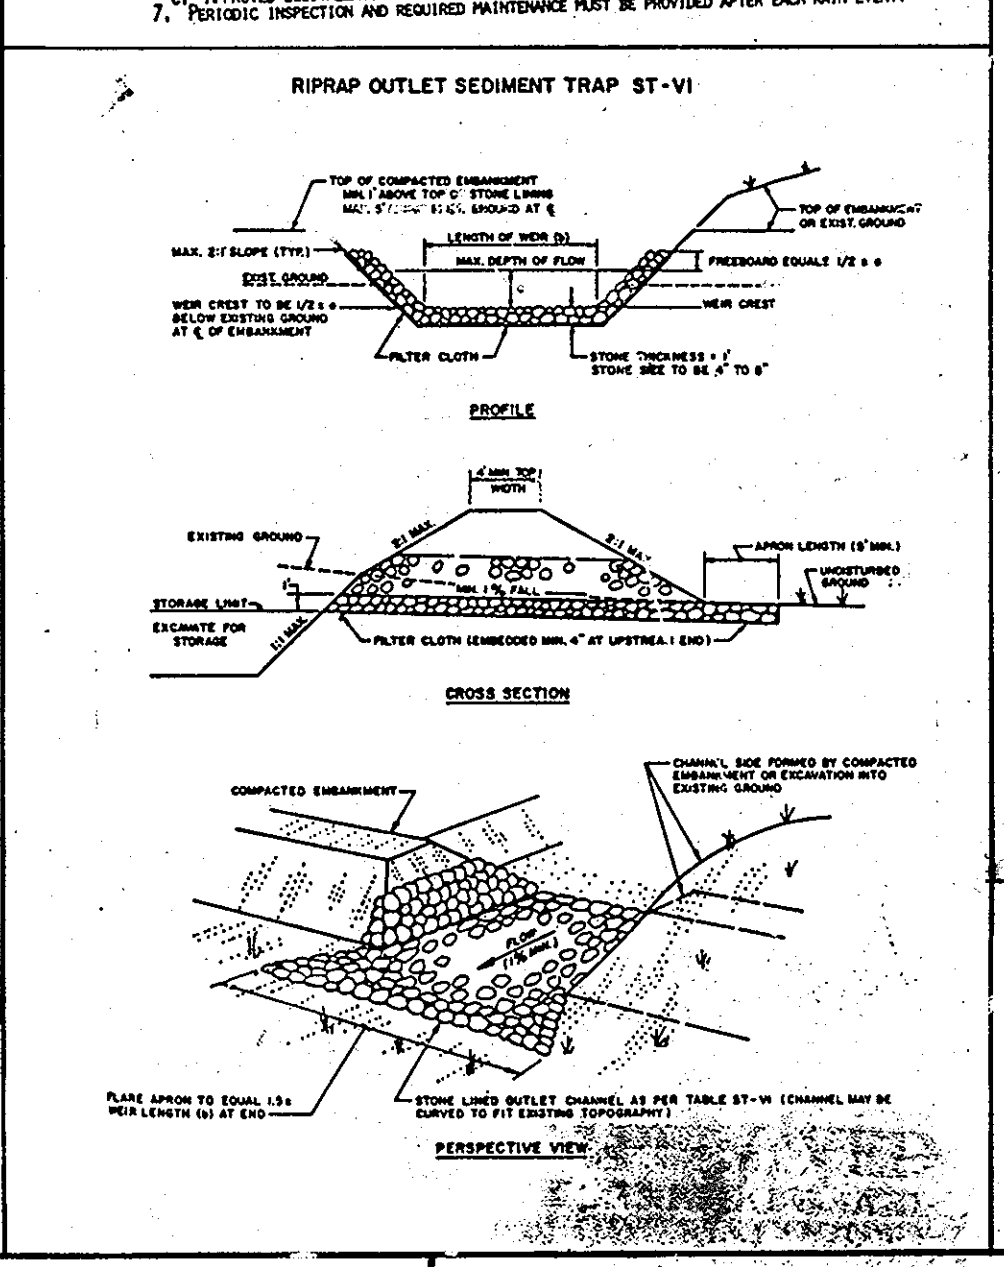 7. PERIODIC INSPECTION AND REQUIRED MAINTENANCE MUST BE PROVIDED AFTER EACH RAIN EVENT.
RIPRAP OUTLET SEDIMENT TRAP ST-VI
TOP OF COMPACTED EMBANKMENT
MIN. 1' ABOVE TOP OF STONE LINING
MAX. 5' EXIST. GROUND AT ℄
TOP OF EMBANKMENT
OR EXIST. GROUND
LENGTH OF WEIR (b)
MAX. 2:1 SLOPE (TYP.)
MAX. DEPTH OF FLOW
FREEBOARD EQUALS 1/2
EXIST. GROUND
WEIR CREST TO BE 1/2
BELOW EXISTING GROUND
AT ℄ OF EMBANKMENT
WEIR CREST
FILTER CLOTH
STONE THICKNESS = 1'
STONE SIZE TO BE 4" TO 8"
PROFILE
4' MIN. TOP
WIDTH
EXISTING GROUND
2:1 MAX.
2:1 MAX
APRON LENGTH (5' MIN.)
UNDISTURBED
GROUND
1'
MIN. 1% FALL
STORAGE LIMIT
EXCAVATE FOR
STORAGE
1:1 MAX.
FILTER CLOTH (EMBEDDED MIN. 4" AT UPSTREAM END)
CROSS SECTION
CHANNEL SIDE FORMED BY COMPACTED
EMBANKMENT OR EXCAVATION INTO
EXISTING GROUND
COMPACTED EMBANKMENT
FLOW
(1% MIN.)
FLARE APRON TO EQUAL 1.5 x
WEIR LENGTH (b) AT END
STONE LINED OUTLET CHANNEL AS PER TABLE ST-VI (CHANNEL MAY BE
CURVED TO FIT EXISTING TOPOGRAPHY)
PERSPECTIVE VIEW